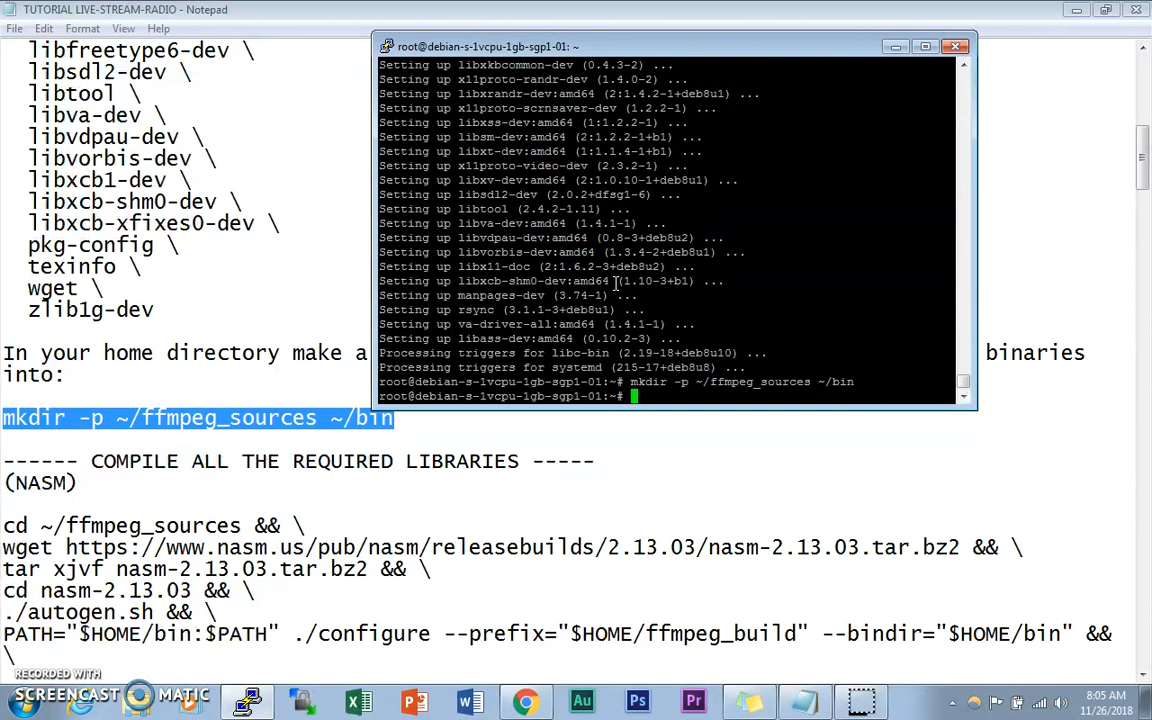 TUTORIAL LIVE-STREAM-RADIO - Notepad
File Edit Format View Help
libfreetype6-dev \
libsdl2-dev \
libtool \
libva-dev \
libvdpau-dev \
libvorbis-dev \
libxcb1-dev \
libxcb-shm0-dev \
libxcb-xfixes0-dev \
pkg-config \
texinfo \
wget \
zlib1g-dev
In your home directory make a binaries
into:
mkdir -p ~/ffmpeg_sources ~/bin
------ COMPILE ALL THE REQUIRED LIBRARIES -----
(NASM)
cd ~/ffmpeg_sources && \
wget https://www.nasm.us/pub/nasm/releasebuilds/2.13.03/nasm-2.13.03.tar.bz2 && \
tar xjvf nasm-2.13.03.tar.bz2 && \
cd nasm-2.13.03 && \
./autogen.sh && \
PATH="$HOME/bin:$PATH" ./configure --prefix="$HOME/ffmpeg_build" --bindir="$HOME/bin" &&
\
root@debian-s-1vcpu-1gb-sgp1-01: ~
Setting up libxkbcommon-dev (0.4.3-2) ...
Setting up x11proto-randr-dev (1.4.0-2) ...
Setting up libxrandr-dev:amd64 (2:1.4.2-1+deb8u1) ...
Setting up x11proto-scrnsaver-dev (1.2.2-1) ...
Setting up libxss-dev:amd64 (1:1.2.2-1) ...
Setting up libsm-dev:amd64 (2:1.2.2-1+b1) ...
Setting up libxt-dev:amd64 (1:1.1.4-1+b1) ...
Setting up x11proto-video-dev (2.3.2-1) ...
Setting up libxv-dev:amd64 (2:1.0.10-1+deb8u1) ...
Setting up libsdl2-dev (2.0.2+dfsg1-6) ...
Setting up libtool (2.4.2-1.11) ...
Setting up libva-dev:amd64 (1.4.1-1) ...
Setting up libvdpau-dev:amd64 (0.8-3+deb8u2) ...
Setting up libvorbis-dev:amd64 (1.3.4-2+deb8u1) ...
Setting up libx11-doc (2:1.6.2-3+deb8u2) ...
Setting up libxcb-shm0-dev:amd64 (1.10-3+b1) ...
Setting up manpages-dev (3.74-1) ...
Setting up rsync (3.1.1-3+deb8u1) ...
Setting up va-driver-all:amd64 (1.4.1-1) ...
Setting up libass-dev:amd64 (0.10.2-3) ...
Processing triggers for libc-bin (2.19-18+deb8u10) ...
Processing triggers for systemd (215-17+deb8u8) ...
root@debian-s-1vcpu-1gb-sgp1-01:~# mkdir -p ~/ffmpeg_sources ~/bin
root@debian-s-1vcpu-1gb-sgp1-01:~#
RECORDED WITH
SCREENCAST MATIC
Au
Ps
Pr
8:05 AM
11/26/2018